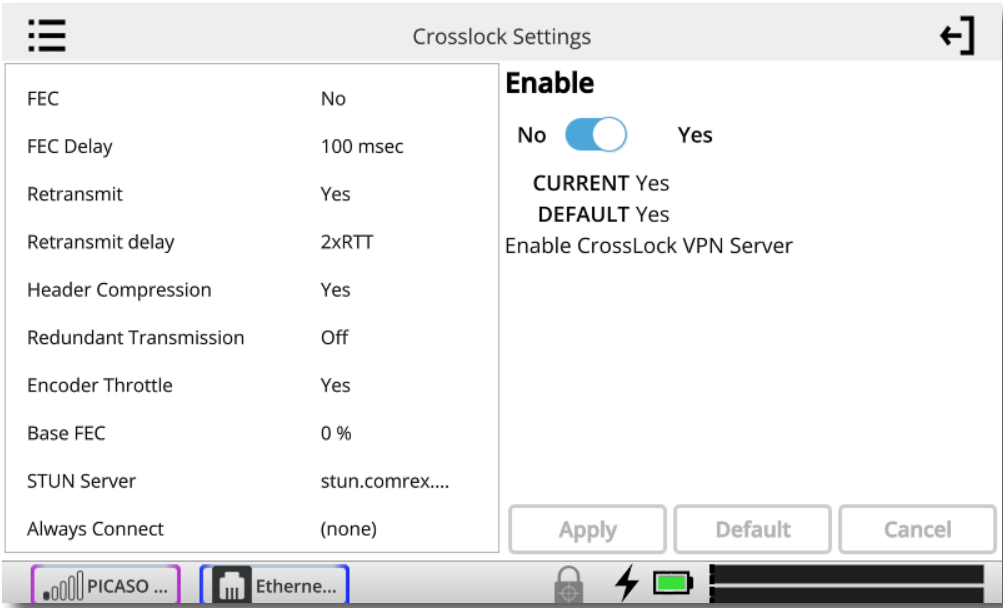 Crosslock Settings
FEC No
FEC Delay 100 msec
Retransmit Yes
Retransmit delay 2xRTT
Header Compression Yes
Redundant Transmission Off
Encoder Throttle Yes
Base FEC 0 %
STUN Server stun.comrex....
Always Connect (none)
Enable
No Yes
CURRENT Yes
DEFAULT Yes
Enable CrossLock VPN Server
Apply Default Cancel
PICASO ... Etherne...